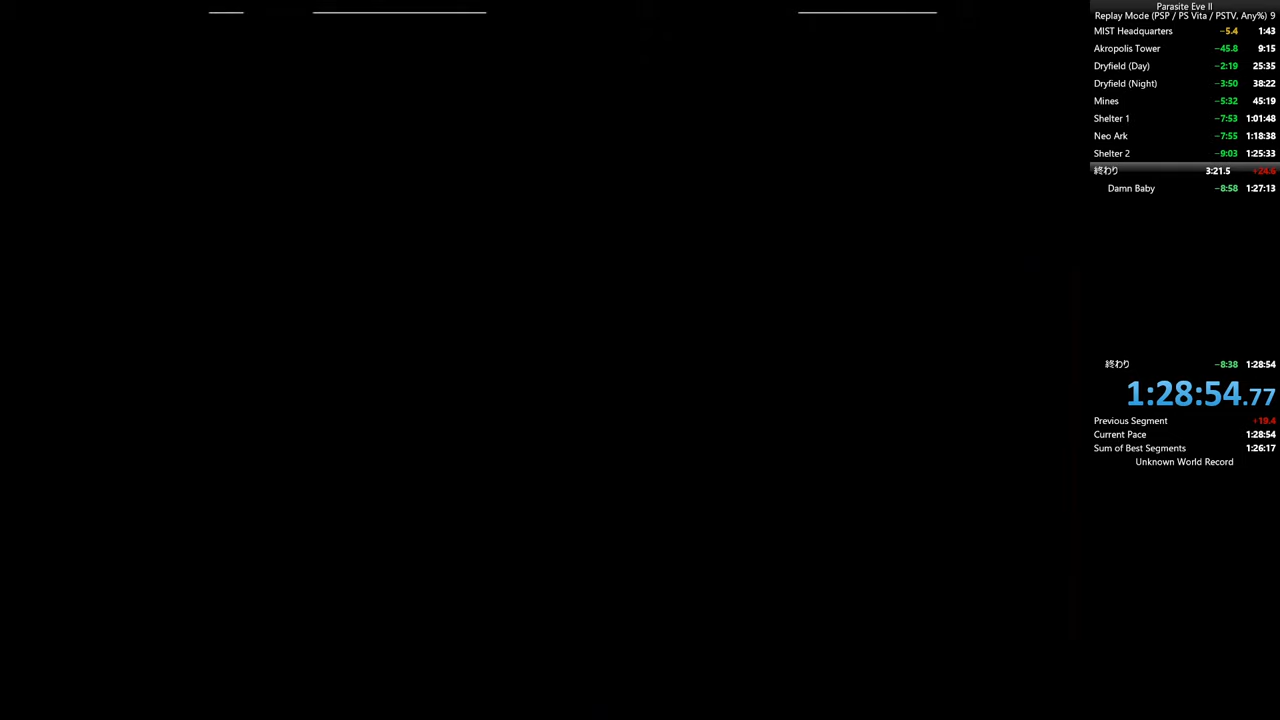 Parasite Eve II
Replay Mode (PSP / PS Vita / PSTV, Any%) 9
MIST Headquarters −5.4 1:43
Akropolis Tower −45.8 9:15
Dryfield (Day) −2:19 25:35
Dryfield (Night) −3:50 38:22
Mines −5:32 45:19
Shelter 1 −7:53 1:01:48
Neo Ark −7:55 1:18:38
Shelter 2 −9:03 1:25:33
終わり 3:21.5 +24.6
Damn Baby −8:58 1:27:13
終わり −8:38 1:28:54
1:28:54.77
Previous Segment +19.4
Current Pace 1:28:54
Sum of Best Segments 1:26:17
Unknown World Record